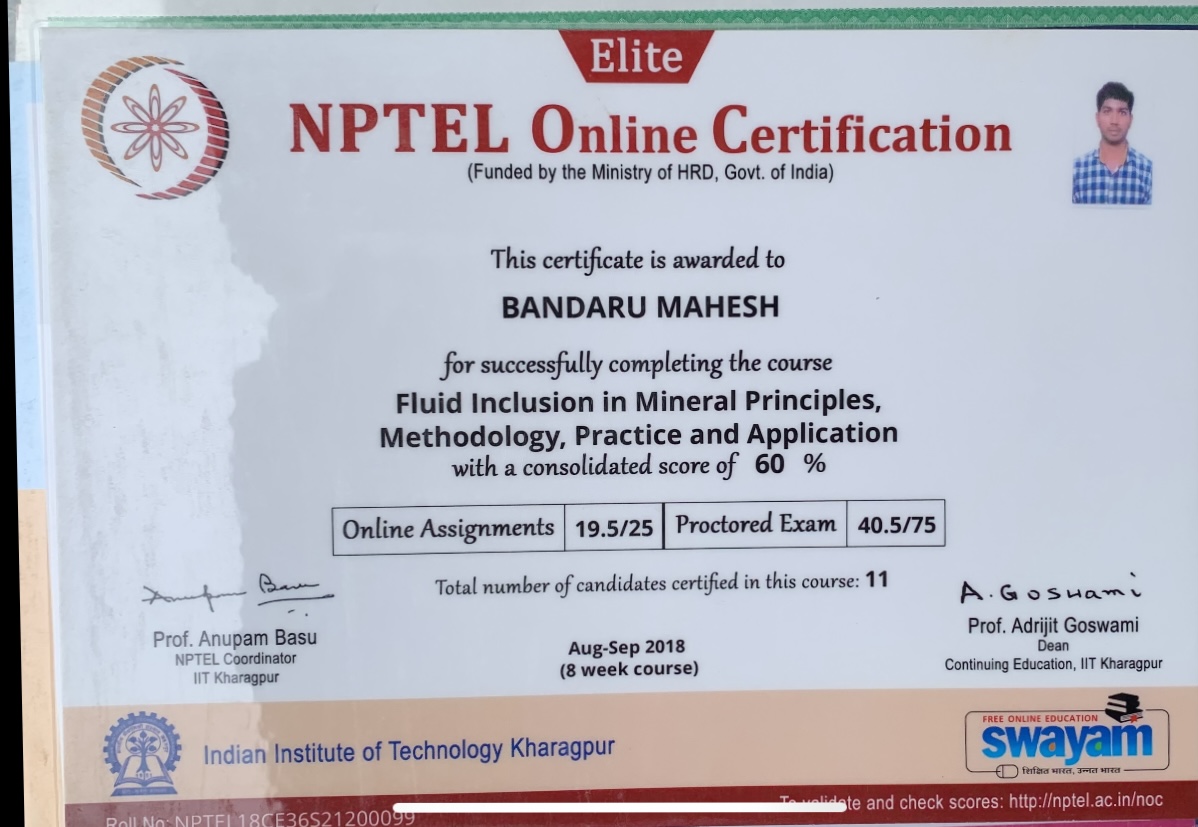 Elite
NPTEL Online Certification
(Funded by the Ministry of HRD, Govt. of India)
This certificate is awarded to
BANDARU MAHESH
for successfully completing the course
Fluid Inclusion in Mineral Principles,
Methodology, Practice and Application
with a consolidated score of 60 %
Online Assignments 19.5/25 Proctored Exam 40.5/75
Total number of candidates certified in this course: 11
Anupam Basu
A. Goswami
Prof. Anupam Basu
NPTEL Coordinator
IIT Kharagpur
Aug-Sep 2018
(8 week course)
Prof. Adrijit Goswami
Dean
Continuing Education, IIT Kharagpur
Indian Institute of Technology Kharagpur
FREE ONLINE EDUCATION
swayam
शिक्षित भारत, उन्नत भारत
To validate and check scores: http://nptel.ac.in/noc
Roll No: NPTEL18CE36S21200099